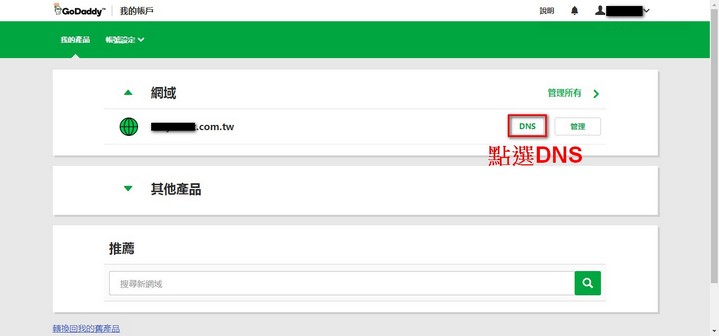 GoDaddy™ 我的帳戶 說明
我的產品 帳號設定
網域 管理所有
.com.tw DNS 管理
點選DNS
其他產品
推薦
搜尋新網域
轉換回我的舊產品